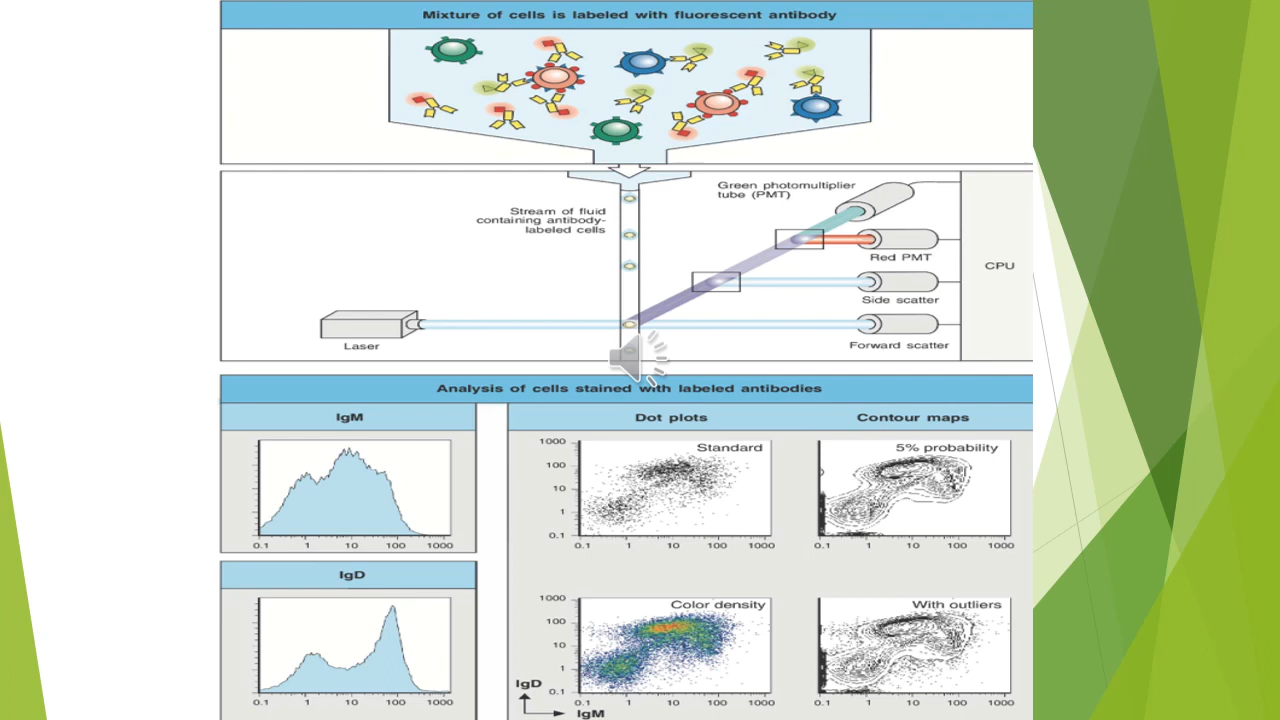 Mixture of cells is labeled with fluorescent antibody
Green photomultiplier
tube (PMT)
Stream of fluid
containing antibody-
labeled cells
Red PMT
CPU
Side scatter
Laser
Forward scatter
Analysis of cells stained with labeled antibodies
IgM
0.1 1 10 100 1000
IgD
0.1 1 10 100 1000
Dot plots
Contour maps
Standard
1000
100
10
1
0.1
0.1 1 10 100 1000
5% probability
0.1 1 10 100 1000
Color density
1000
100
10
1
0.1
0.1 1 10 100 1000
With outliers
0.1 1 10 100 1000
IgD
IgM